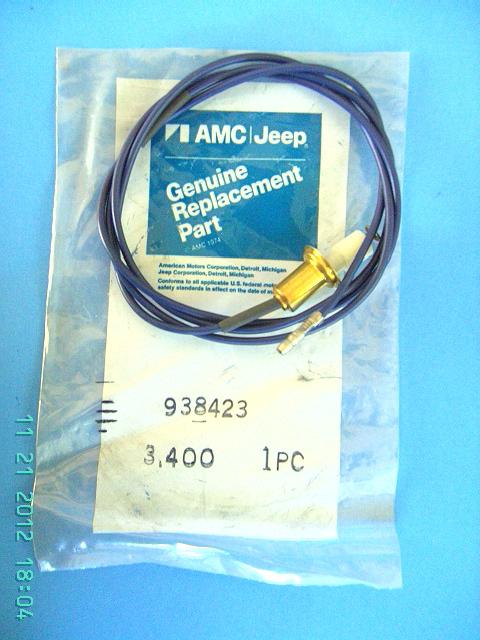 AMC Jeep
Genuine
Replacement
Part
AMC 1974
American Motors Corporation, Detroit, Michigan
Jeep Corporation, Detroit, Michigan
Conforms to all applicable U.S. federal
safety standards in effect on the date of
938423
3,400 1PC
11 21 2012 18:04